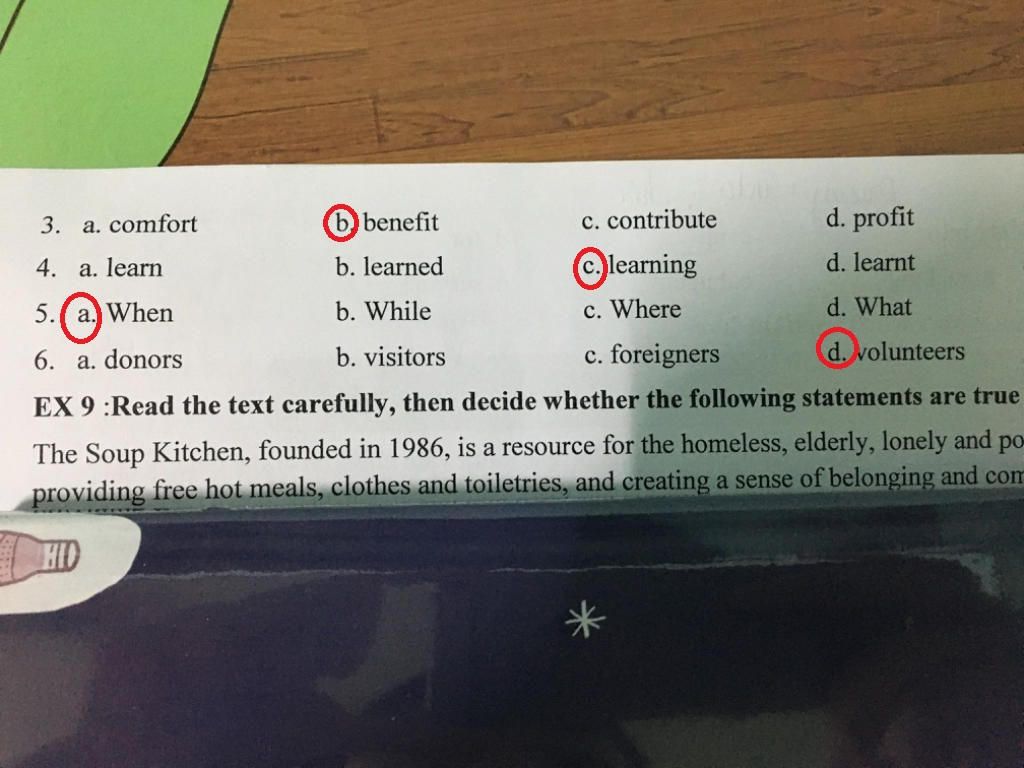 3. a. comfort b. benefit c. contribute d. profit
4. a. learn b. learned c. learning d. learnt
5. a. When b. While c. Where d. What
6. a. donors b. visitors c. foreigners d. volunteers
EX 9 :Read the text carefully, then decide whether the following statements are true
The Soup Kitchen, founded in 1986, is a resource for the homeless, elderly, lonely and
providing free hot meals, clothes and toiletries, and creating a sense of belonging and